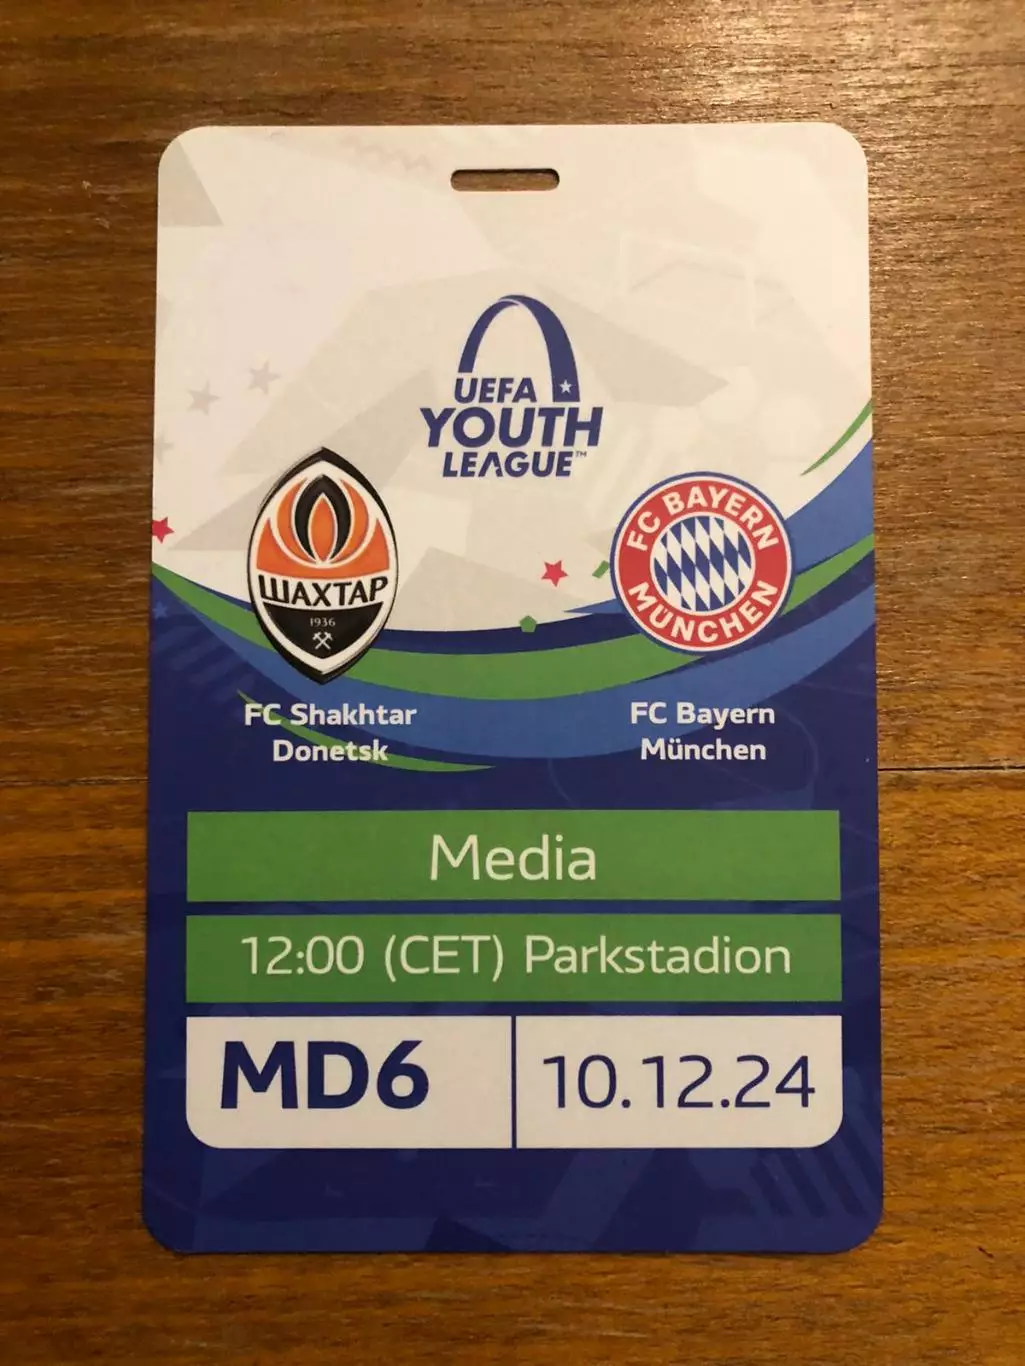 UEFA
YOUTH
LEAGUE™
ШАХТАР
1936
FC BAYERN
MÜNCHEN
FC Shakhtar
Donetsk
FC Bayern
München
Media
12:00 (CET) Parkstadion
MD6
10.12.24